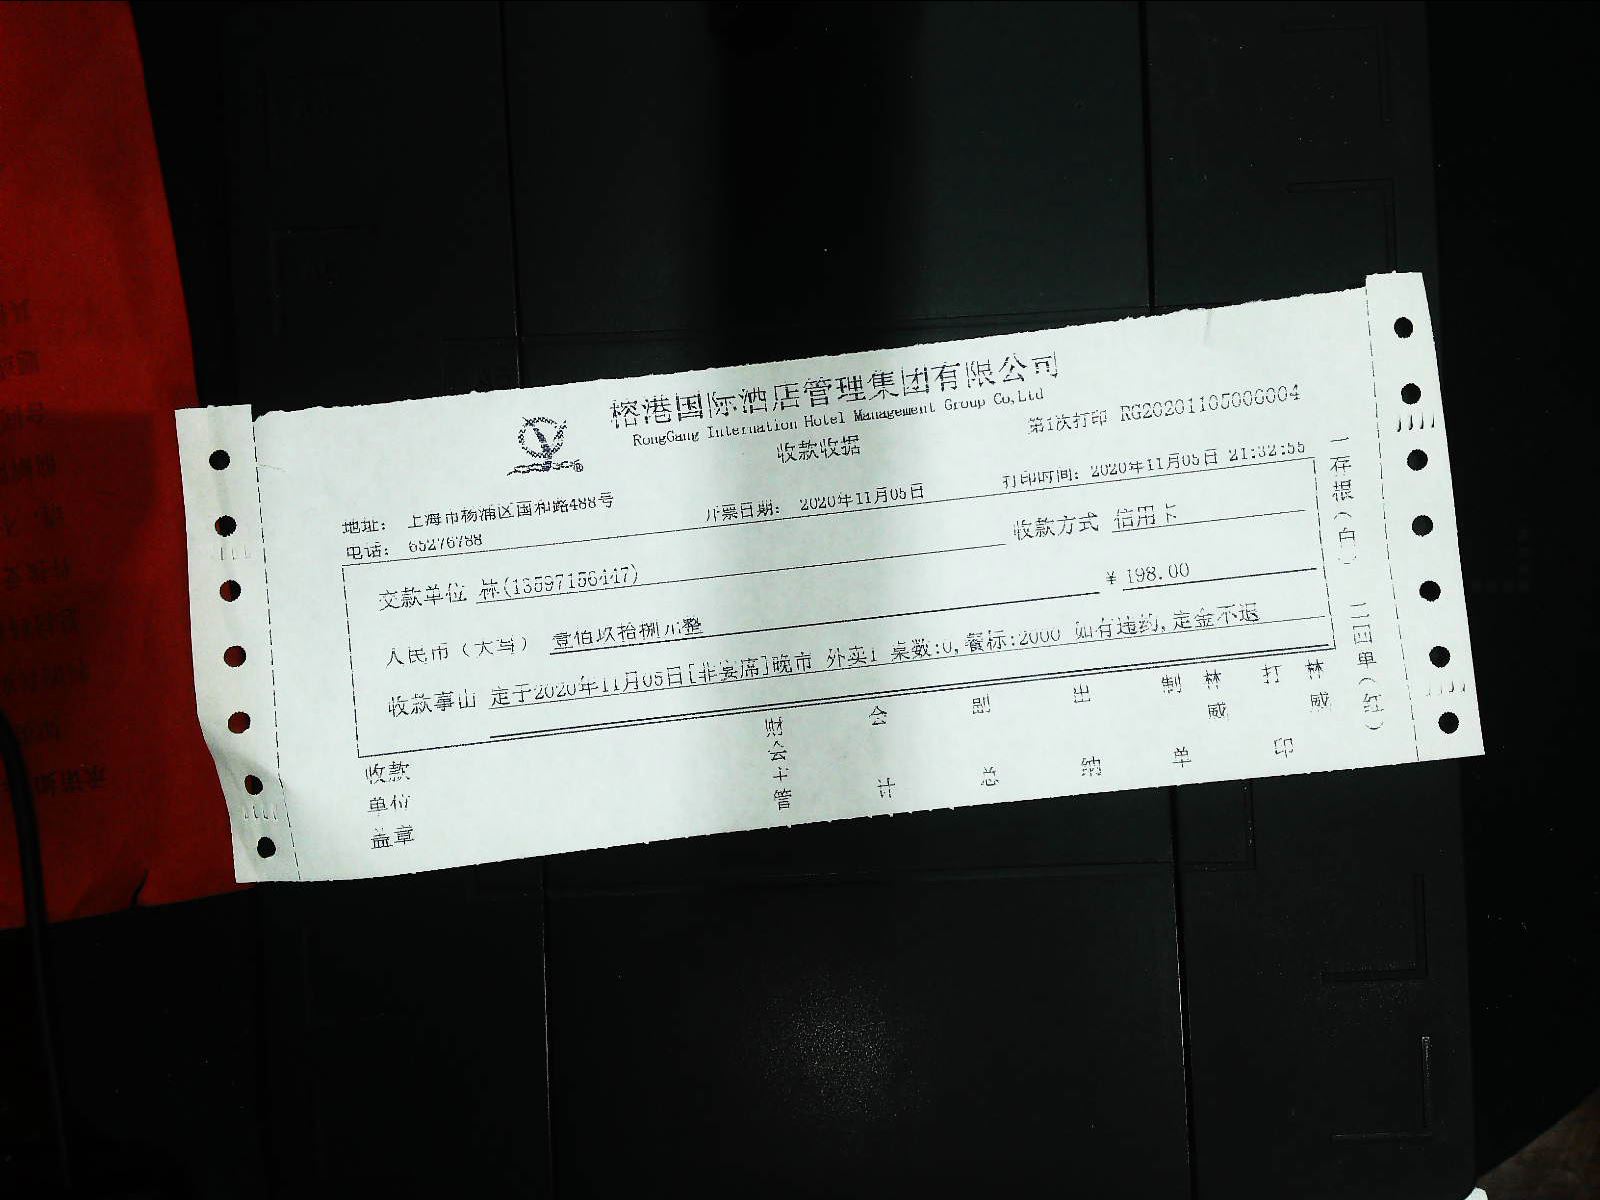 榕港国际酒店管理集团有限公司
RongGang Internation Hotel Management Group Co,Ltd
收款收据
第1次打印 RG20201105000004
地址: 上海市杨浦区国和路488号
开票日期: 2020年11月05日
打印时间: 2020年11月05日 21:32:55
电话: 65276788
交款单位 林(13597156447)
收款方式 信用卡
人民币(大写) 壹佰玖拾捌元整
¥ 198.00
收款事由 定于2020年11月05日[非宴席]晚市 外卖1 桌数:0,餐标:2000 如有违约,定金不退
收款单位盖章
财会主管
会计
副总
出纳
制单 林威
打印 林威
一存根(白) 二回单(红)